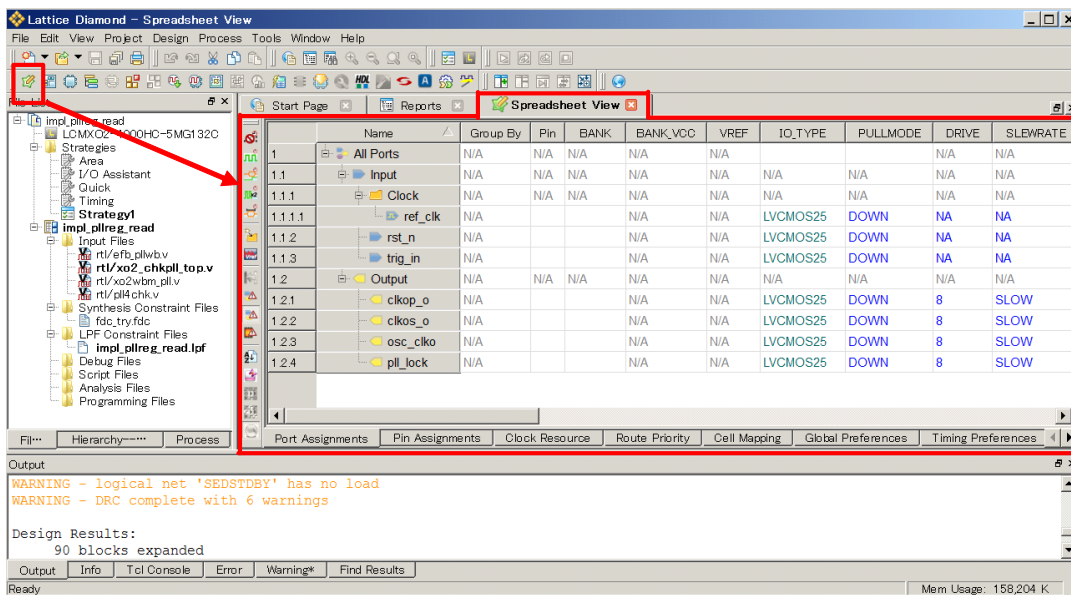 Lattice Diamond - Spreadsheet View
File Edit View Project Design Process Tools Window Help
Start Page Reports Spreadsheet View
impl_pllreg_read
LCMXO2-4000HC-5MG132C
Strategies
Area
I/O Assistant
Quick
Timing
Strategy1
impl_pllreg_read
Input Files
rtl/efb_pllwb.v
rtl/xo2_chkpll_top.v
rtl/xo2wbm_pll.v
rtl/pll4chk.v
Synthesis Constraint Files
fdc_try.fdc
LPF Constraint Files
impl_pllreg_read.lpf
Debug Files
Script Files
Analysis Files
Programming Files
Fil··· Hierarchy--··· Process
Name Group By Pin BANK BANK_VCC VREF IO_TYPE PULLMODE DRIVE SLEWRATE
1 All Ports N/A N/A N/A N/A N/A N/A N/A
1.1 Input N/A N/A N/A N/A N/A N/A N/A N/A N/A
1.1.1 Clock N/A N/A N/A N/A N/A N/A N/A N/A N/A
1.1.1.1 ref_clk N/A N/A N/A LVCMOS25 DOWN NA NA
1.1.2 rst_n N/A N/A N/A LVCMOS25 DOWN NA NA
1.1.3 trig_in N/A N/A N/A LVCMOS25 DOWN NA NA
1.2 Output N/A N/A N/A N/A N/A N/A N/A N/A N/A
1.2.1 clkop_o N/A N/A N/A LVCMOS25 DOWN 8 SLOW
1.2.2 clkos_o N/A N/A N/A LVCMOS25 DOWN 8 SLOW
1.2.3 osc_clko N/A N/A N/A LVCMOS25 DOWN 8 SLOW
1.2.4 pll_lock N/A N/A N/A LVCMOS25 DOWN 8 SLOW
Port Assignments Pin Assignments Clock Resource Route Priority Cell Mapping Global Preferences Timing Preferences
Output
WARNING - logical net 'SEDSTDBY' has no load
WARNING - DRC complete with 6 warnings
Design Results:
90 blocks expanded
Output Info Tcl Console Error Warning* Find Results
Ready Mem Usage: 158,204 K